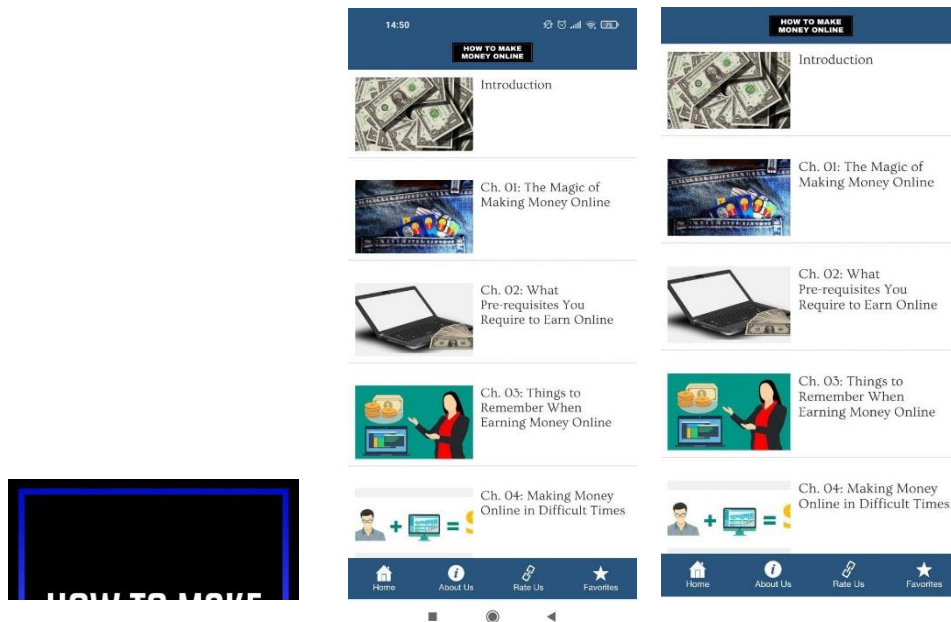 HOW TO MAKE
14:50
HOW TO MAKE
MONEY ONLINE
Introduction
Ch. 01: The Magic of
Making Money Online
Ch. 02: What
Pre-requisites You
Require to Earn Online
Ch. 03: Things to
Remember When
Earning Money Online
Ch. 04: Making Money
Online in Difficult Times
Home
About Us
Rate Us
Favorites
HOW TO MAKE
MONEY ONLINE
Introduction
Ch. 01: The Magic of
Making Money Online
Ch. 02: What
Pre-requisites You
Require to Earn Online
Ch. 03: Things to
Remember When
Earning Money Online
Ch. 04: Making Money
Online in Difficult Times
Home
About Us
Rate Us
Favorites